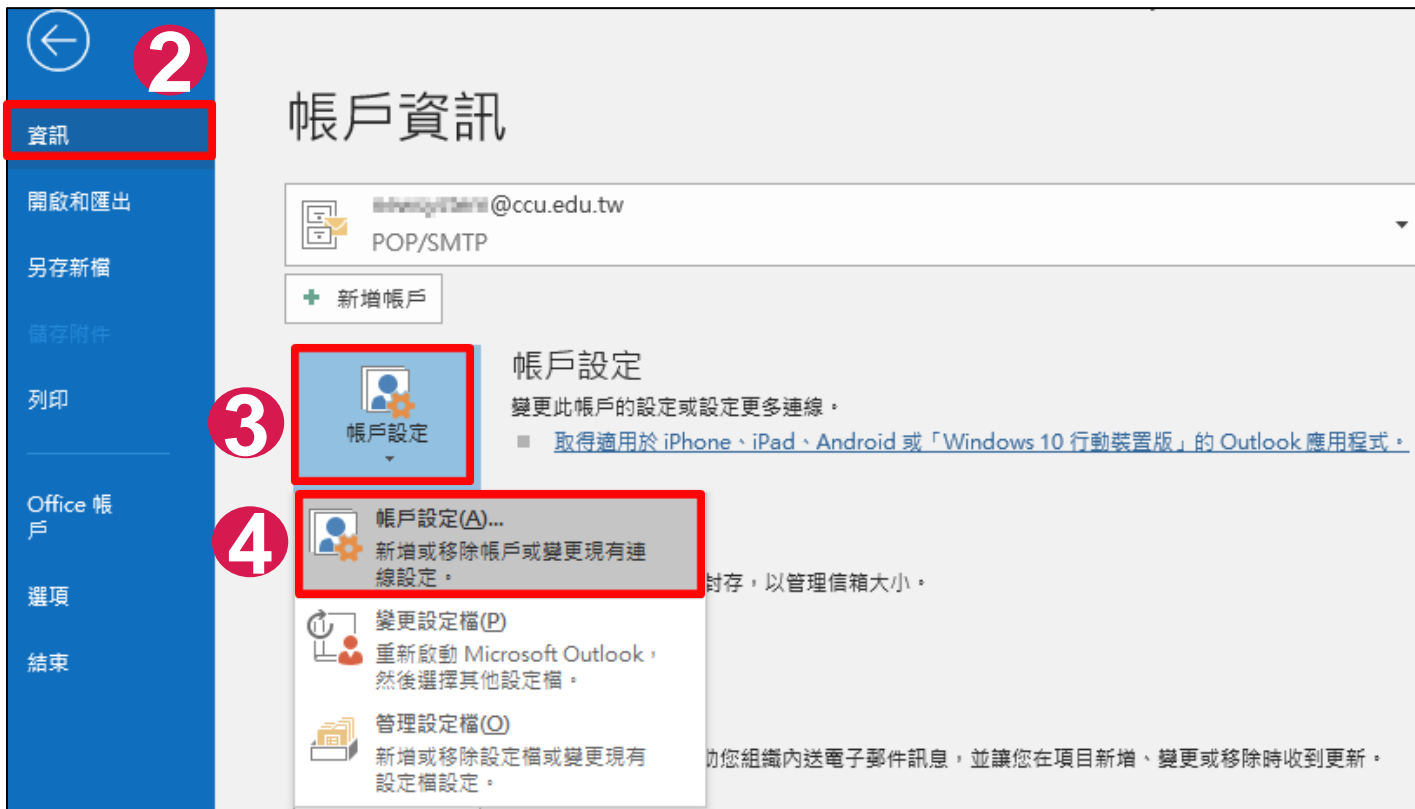 2
資訊
開啟和匯出
另存新檔
儲存附件
列印
Office 帳
戶
選項
結束
帳戶資訊
@ccu.edu.tw
POP/SMTP
新增帳戶
3
帳戶設定
帳戶設定
變更此帳戶的設定或設定更多連線。
取得適用於 iPhone、iPad、Android 或「Windows 10 行動裝置版」的 Outlook 應用程式。
4
帳戶設定(A)...
新增或移除帳戶或變更現有連
線設定。
封存，以管理信箱大小。
變更設定檔(P)
重新啟動 Microsoft Outlook，
然後選擇其他設定檔。
管理設定檔(O)
新增或移除設定檔或變更現有
設定檔設定。
您組織內送電子郵件訊息，並讓您在項目新增、變更或移除時收到更新。